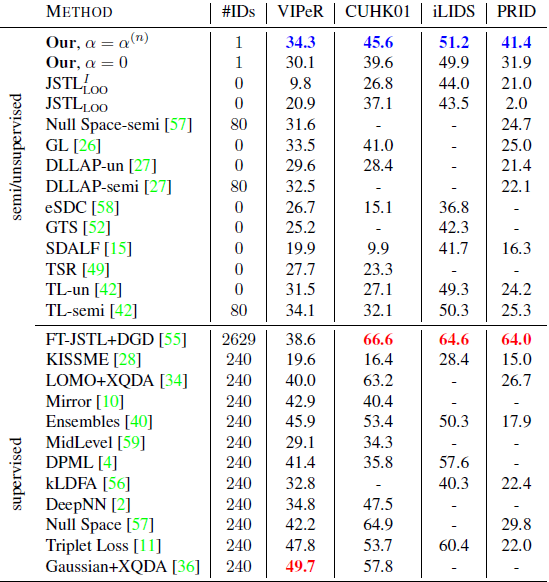 METHOD #IDs VIPeR CUHK01 iLIDS PRID
semi/unsupervised
Our, α = α⁽ⁿ⁾ 1 34.3 45.6 51.2 41.4
Our, α = 0 1 30.1 39.6 49.9 31.9
JSTLᴵLOO 0 9.8 26.8 44.0 21.0
JSTLLOO 0 20.9 37.1 43.5 2.0
Null Space-semi [57] 80 31.6 - - 24.7
GL [26] 0 33.5 41.0 - 25.0
DLLAP-un [27] 0 29.6 28.4 - 21.4
DLLAP-semi [27] 80 32.5 - - 22.1
eSDC [58] 0 26.7 15.1 36.8 -
GTS [52] 0 25.2 - 42.3 -
SDALF [15] 0 19.9 9.9 41.7 16.3
TSR [49] 0 27.7 23.3 - -
TL-un [42] 0 31.5 27.1 49.3 24.2
TL-semi [42] 80 34.1 32.1 50.3 25.3
supervised
FT-JSTL+DGD [55] 2629 38.6 66.6 64.6 64.0
KISSME [28] 240 19.6 16.4 28.4 15.0
LOMO+XQDA [34] 240 40.0 63.2 - 26.7
Mirror [10] 240 42.9 40.4 - -
Ensembles [40] 240 45.9 53.4 50.3 17.9
MidLevel [59] 240 29.1 34.3 - -
DPML [4] 240 41.4 35.8 57.6 -
kLDFA [56] 240 32.8 - 40.3 22.4
DeepNN [2] 240 34.8 47.5 - -
Null Space [57] 240 42.2 64.9 - 29.8
Triplet Loss [11] 240 47.8 53.7 60.4 22.0
Gaussian+XQDA [36] 240 49.7 57.8 - -